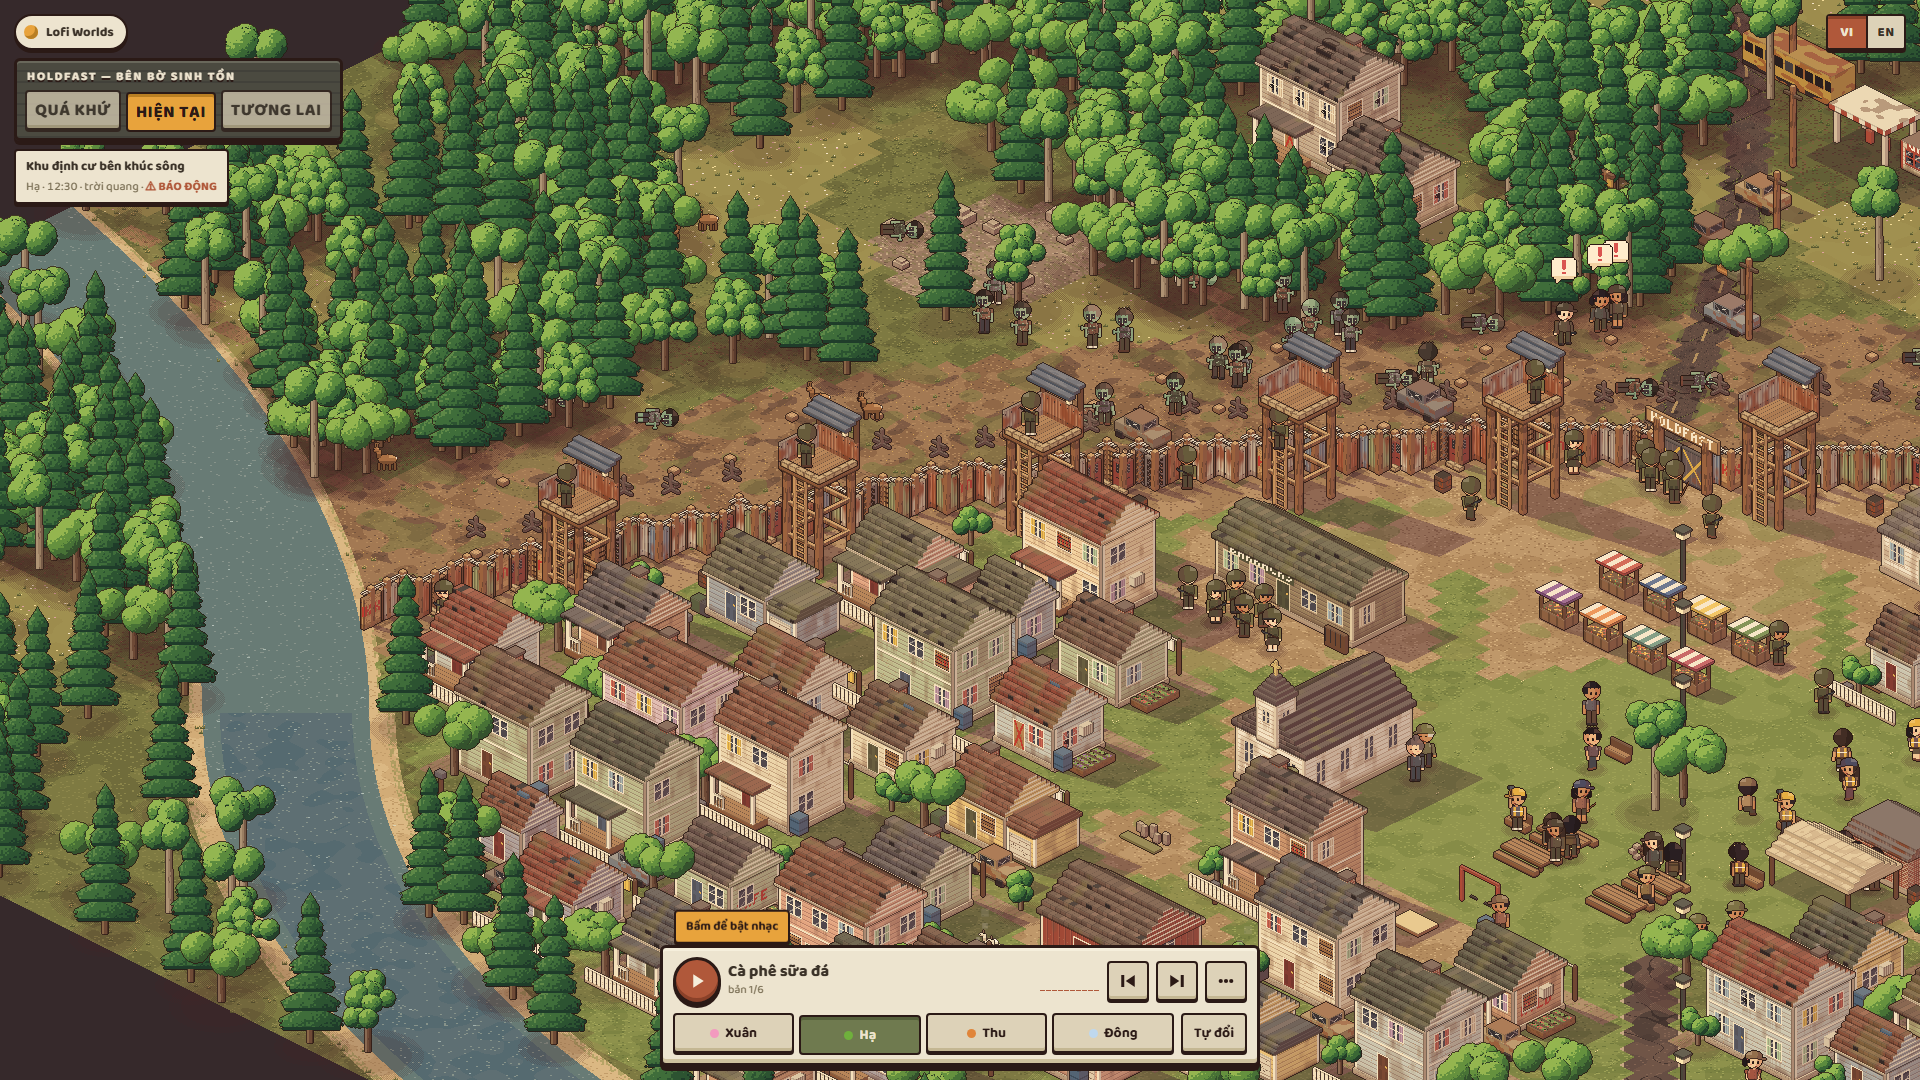 Lofi Worlds
VI
EN
HOLDFAST — BÊN BỜ SINH TỒN
QUÁ KHỨ
HIỆN TẠI
TƯƠNG LAI
Khu định cư bên khúc sông
Hạ · 12:30 · trời quang · ⚠ BÁO ĐỘNG
! ! !
HOLDFAST
Bấm để bật nhạc
Cà phê sữa đá
bản 1/6
Xuân
Hạ
Thu
Đông
Tự đổi